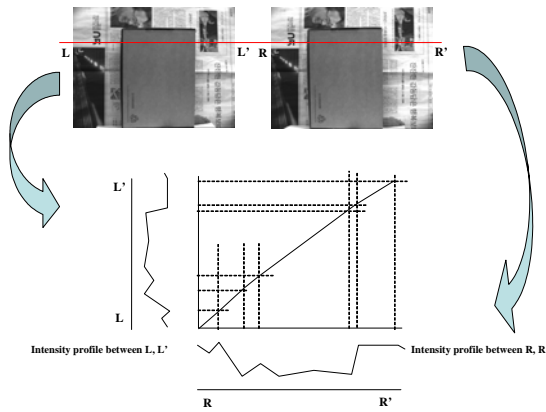 L L’ R R’
L’
L
Intensity profile between L, L’
Intensity profile between R, R
R R’